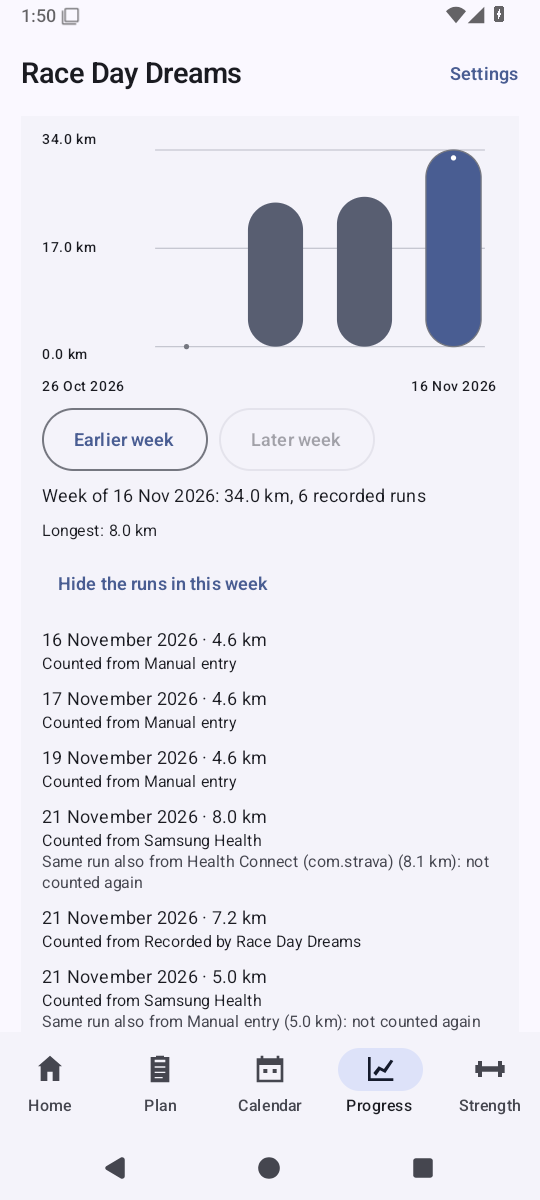 1:50
Race Day Dreams
Settings
34.0 km
17.0 km
0.0 km
26 Oct 2026
16 Nov 2026
Earlier week
Later week
Week of 16 Nov 2026: 34.0 km, 6 recorded runs
Longest: 8.0 km
Hide the runs in this week
16 November 2026 · 4.6 km
Counted from Manual entry
17 November 2026 · 4.6 km
Counted from Manual entry
19 November 2026 · 4.6 km
Counted from Manual entry
21 November 2026 · 8.0 km
Counted from Samsung Health
Same run also from Health Connect (com.strava) (8.1 km): not
counted again
21 November 2026 · 7.2 km
Counted from Recorded by Race Day Dreams
21 November 2026 · 5.0 km
Counted from Samsung Health
Same run also from Manual entry (5.0 km): not counted again
Home
Plan
Calendar
Progress
Strength